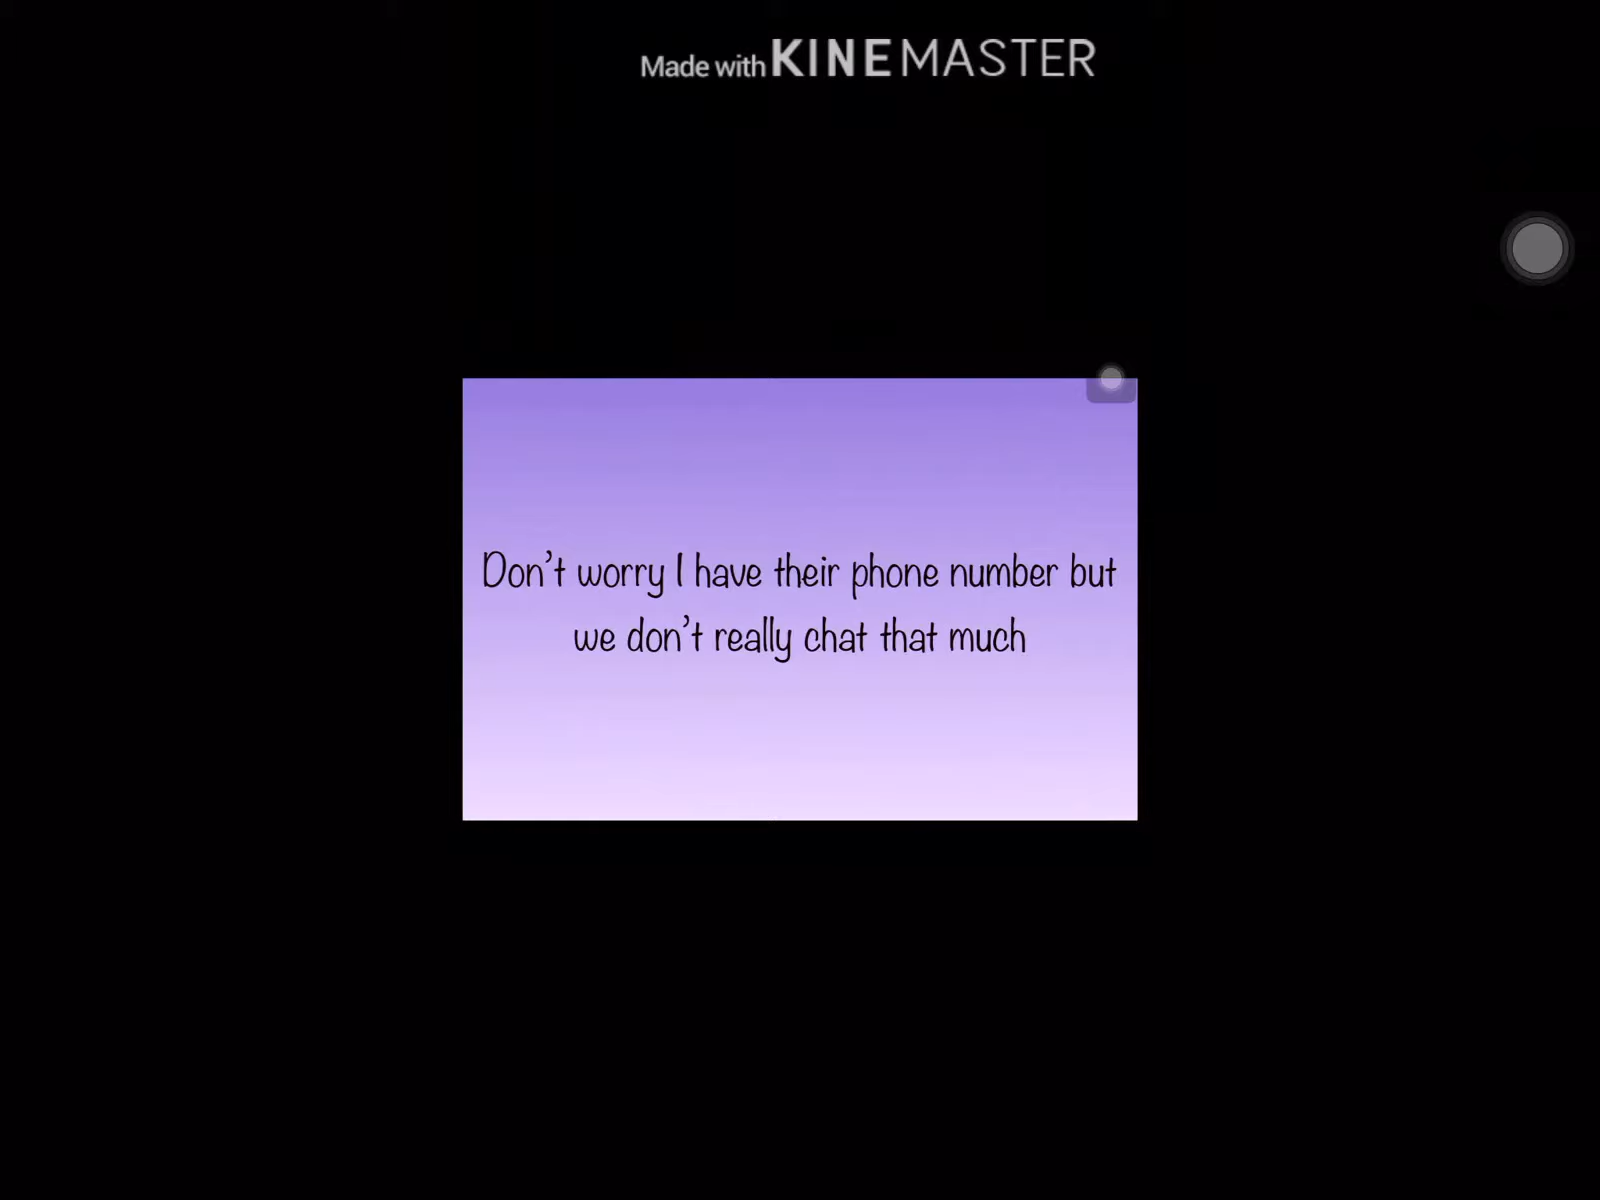 Made with KINEMASTER
Don't worry I have their phone number but
we don't really chat that much